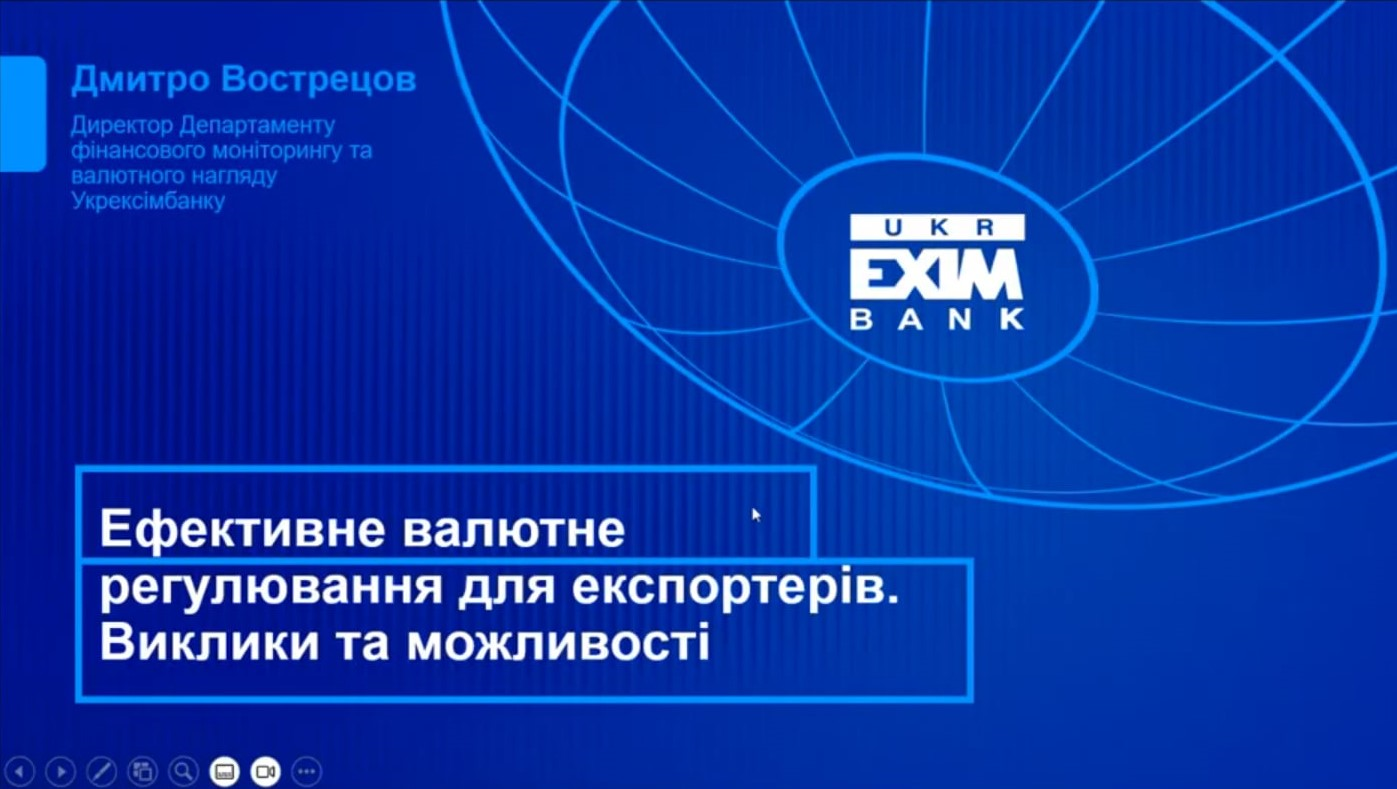 Дмитро Вострецов
Директор Департаменту
фінансового моніторингу та
валютного нагляду
Укрексімбанку
UKR
EXIM
BANK
Ефективне валютне
регулювання для експортерів.
Виклики та можливості